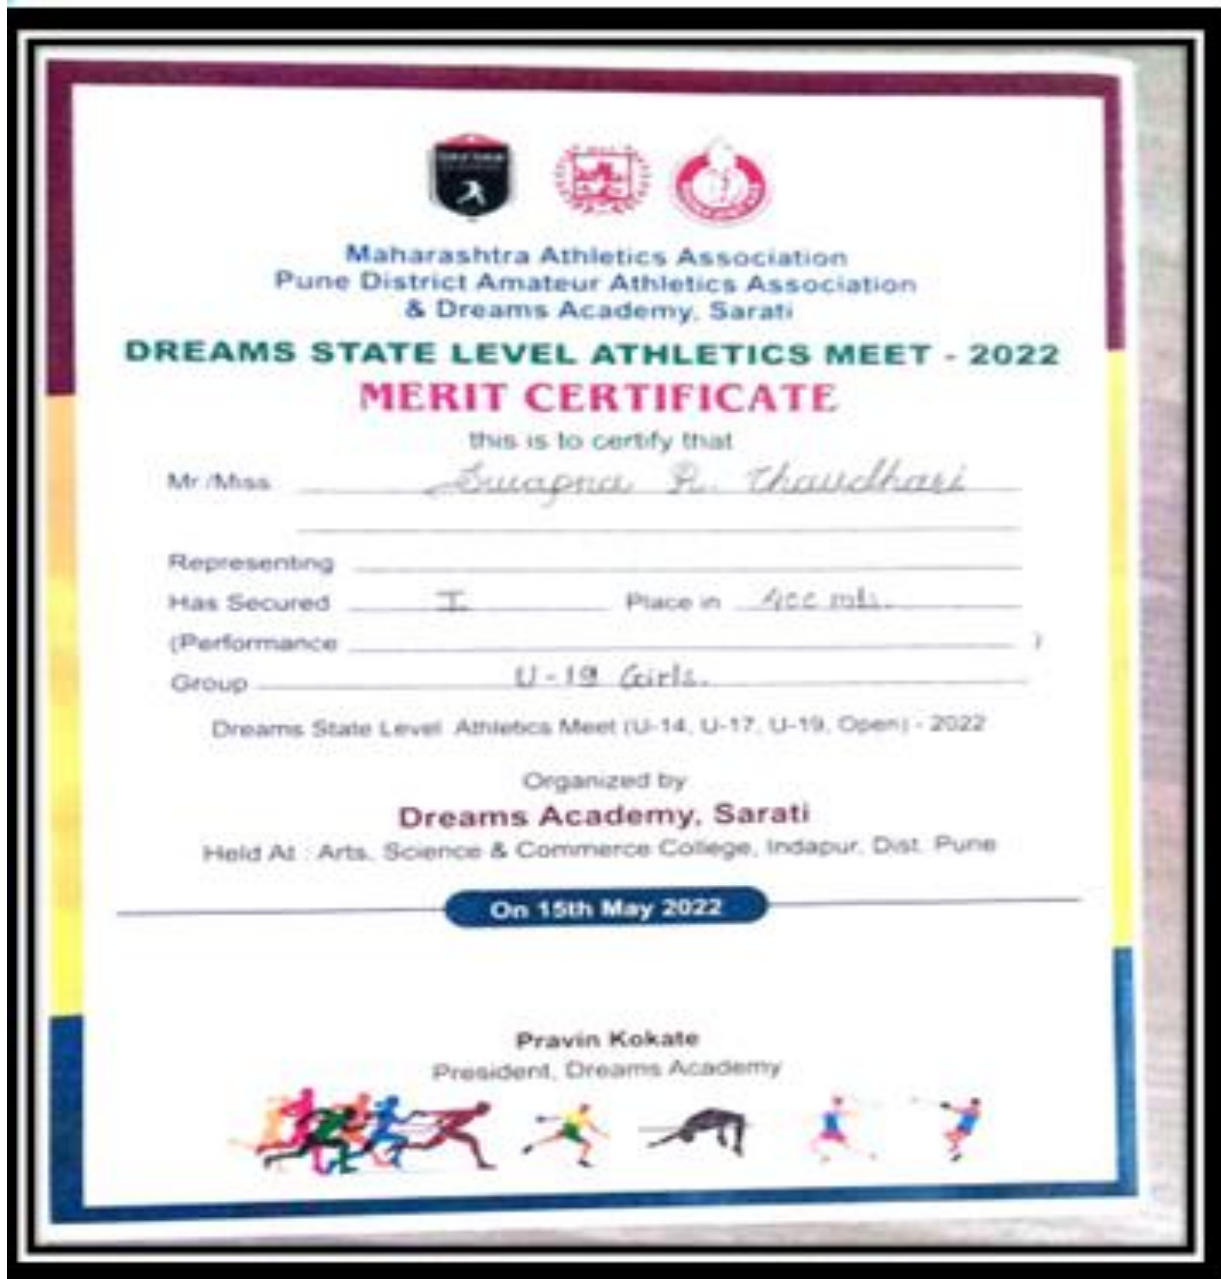 Maharashtra Athletics Association
Pune District Amateur Athletics Association
& Dreams Academy, Sarati
DREAMS STATE LEVEL ATHLETICS MEET - 2022
MERIT CERTIFICATE
this is to certify that
Mr /Miss Swapna R. Chaudhari
Representing
Has Secured I Place in 400 mts.
(Performance )
Group U-19 Girls.
Dreams State Level Athletics Meet (U-14, U-17, U-19, Open) - 2022
Organized by
Dreams Academy, Sarati
Held At : Arts, Science & Commerce College, Indapur, Dist. Pune
On 15th May 2022
Pravin Kokate
President, Dreams Academy